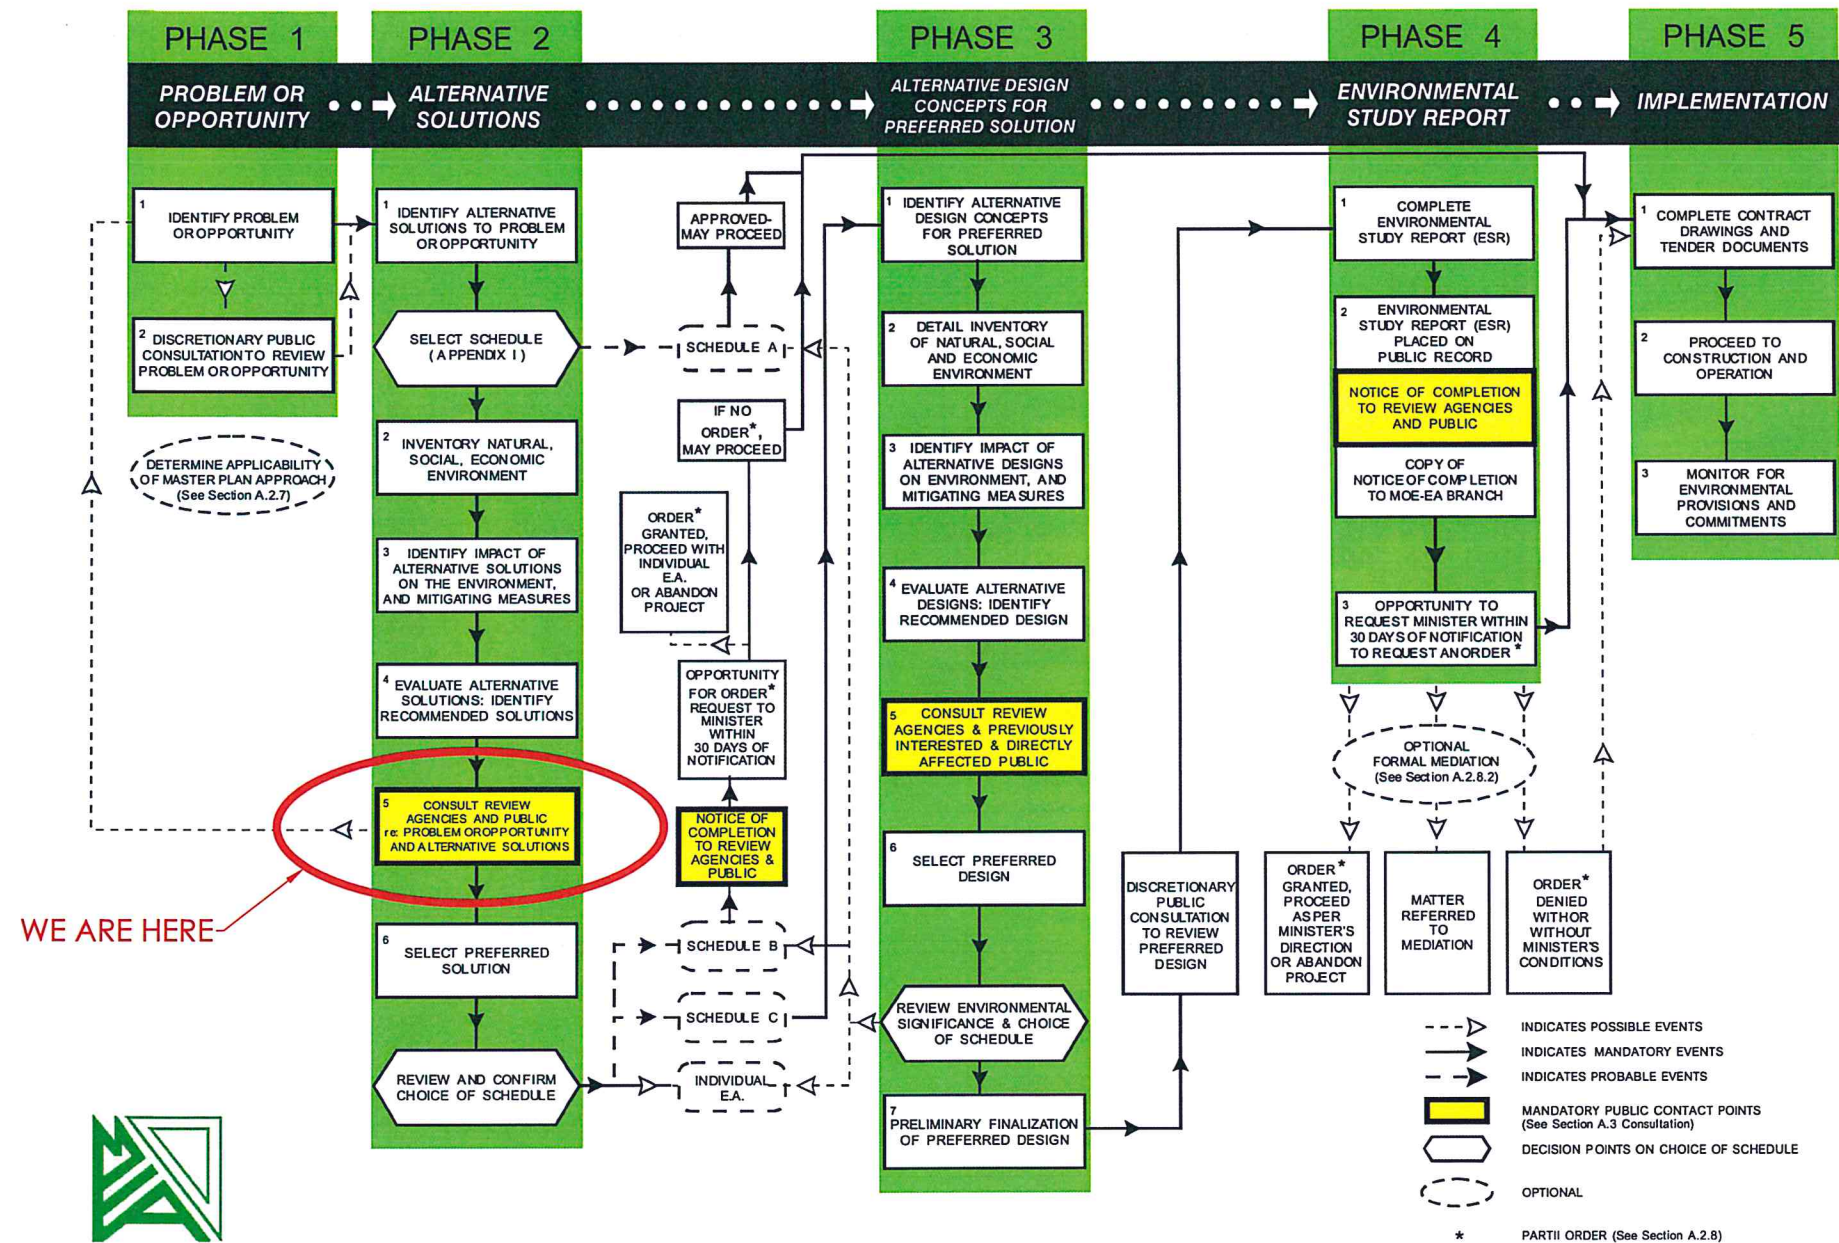 PHASE 1
PROBLEM OR
OPPORTUNITY
1
IDENTIFY PROBLEM
OR OPPORTUNITY
2
DISCRETIONARY PUBLIC
CONSULTATION TO REVIEW
PROBLEM OR OPPORTUNITY
DETERMINE APPLICABILITY
OF MASTER PLAN APPROACH
(See Section A.2.7)
PHASE 2
ALTERNATIVE
SOLUTIONS
1
IDENTIFY ALTERNATIVE
SOLUTIONS TO PROBLEM
OR OPPORTUNITY
SELECT SCHEDULE
(APPENDIX I)
2
INVENTORY NATURAL,
SOCIAL, ECONOMIC
ENVIRONMENT
3
IDENTIFY IMPACT OF
ALTERNATIVE SOLUTIONS
ON THE ENVIRONMENT,
AND MITIGATING MEASURES
4
EVALUATE ALTERNATIVE
SOLUTIONS: IDENTIFY
RECOMMENDED SOLUTIONS
5
CONSULT REVIEW
AGENCIES AND PUBLIC
re: PROBLEM OR OPPORTUNITY
AND ALTERNATIVE SOLUTIONS
WE ARE HERE
6
SELECT PREFERRED
SOLUTION
REVIEW AND CONFIRM
CHOICE OF SCHEDULE
APPROVED-
MAY PROCEED
SCHEDULE A
IF NO
ORDER*,
MAY PROCEED
ORDER*
GRANTED,
PROCEED WITH
INDIVIDUAL
E.A.
OR ABANDON
PROJECT
OPPORTUNITY
FOR ORDER*
REQUEST TO
MINISTER
WITHIN
30 DAYS OF
NOTIFICATION
NOTICE OF
COMPLETION
TO REVIEW
AGENCIES &
PUBLIC
SCHEDULE B
SCHEDULE C
INDIVIDUAL
E.A.
PHASE 3
ALTERNATIVE DESIGN
CONCEPTS FOR
PREFERRED SOLUTION
1
IDENTIFY ALTERNATIVE
DESIGN CONCEPTS
FOR PREFERRED
SOLUTION
2
DETAIL INVENTORY
OF NATURAL, SOCIAL
AND ECONOMIC
ENVIRONMENT
3
IDENTIFY IMPACT OF
ALTERNATIVE DESIGNS
ON ENVIRONMENT, AND
MITIGATING MEASURES
4
EVALUATE ALTERNATIVE
DESIGNS: IDENTIFY
RECOMMENDED DESIGN
5
CONSULT REVIEW
AGENCIES & PREVIOUSLY
INTERESTED & DIRECTLY
AFFECTED PUBLIC
6
SELECT PREFERRED
DESIGN
REVIEW ENVIRONMENTAL
SIGNIFICANCE & CHOICE
OF SCHEDULE
7
PRELIMINARY FINALIZATION
OF PREFERRED DESIGN
DISCRETIONARY
PUBLIC
CONSULTATION
TO REVIEW
PREFERRED
DESIGN
PHASE 4
ENVIRONMENTAL
STUDY REPORT
1
COMPLETE
ENVIRONMENTAL
STUDY REPORT (ESR)
2
ENVIRONMENTAL
STUDY REPORT (ESR)
PLACED ON
PUBLIC RECORD
NOTICE OF COMPLETION
TO REVIEW AGENCIES
AND PUBLIC
COPY OF
NOTICE OF COMPLETION
TO MOE-EA BRANCH
3
OPPORTUNITY TO
REQUEST MINISTER WITHIN
30 DAYS OF NOTIFICATION
TO REQUEST AN ORDER*
OPTIONAL
FORMAL MEDIATION
(See Section A.2.8.2)
ORDER*
GRANTED,
PROCEED
AS PER
MINISTER'S
DIRECTION
OR ABANDON
PROJECT
MATTER
REFERRED
TO
MEDIATION
ORDER*
DENIED
WITH OR
WITHOUT
MINISTER'S
CONDITIONS
PHASE 5
IMPLEMENTATION
1
COMPLETE CONTRACT
DRAWINGS AND
TENDER DOCUMENTS
2
PROCEED TO
CONSTRUCTION AND
OPERATION
3
MONITOR FOR
ENVIRONMENTAL
PROVISIONS AND
COMMITMENTS
INDICATES POSSIBLE EVENTS
INDICATES MANDATORY EVENTS
INDICATES PROBABLE EVENTS
MANDATORY PUBLIC CONTACT POINTS
(See Section A.3 Consultation)
DECISION POINTS ON CHOICE OF SCHEDULE
OPTIONAL
* PART II ORDER (See Section A.2.8)
MEA